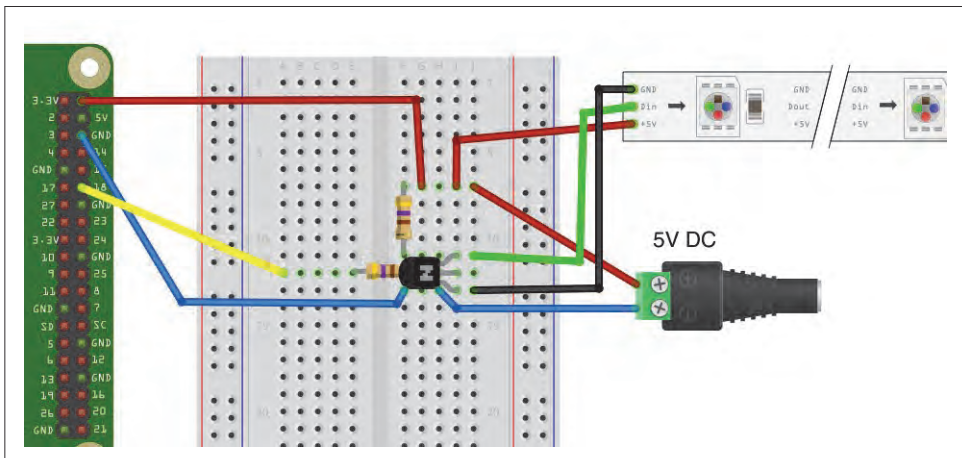 3.3V
2 5V
3 GND
4 14
GND
17 18
27 GND
22 23
3.3V 24
10 GND
9 25
11 8
GND 7
SD SC
5 GND
6 12
13 GND
19 16
26 20
GND 21
GND
Din
+5V
GND
Dout
+5V
GND
Din
+5V
5V DC
N